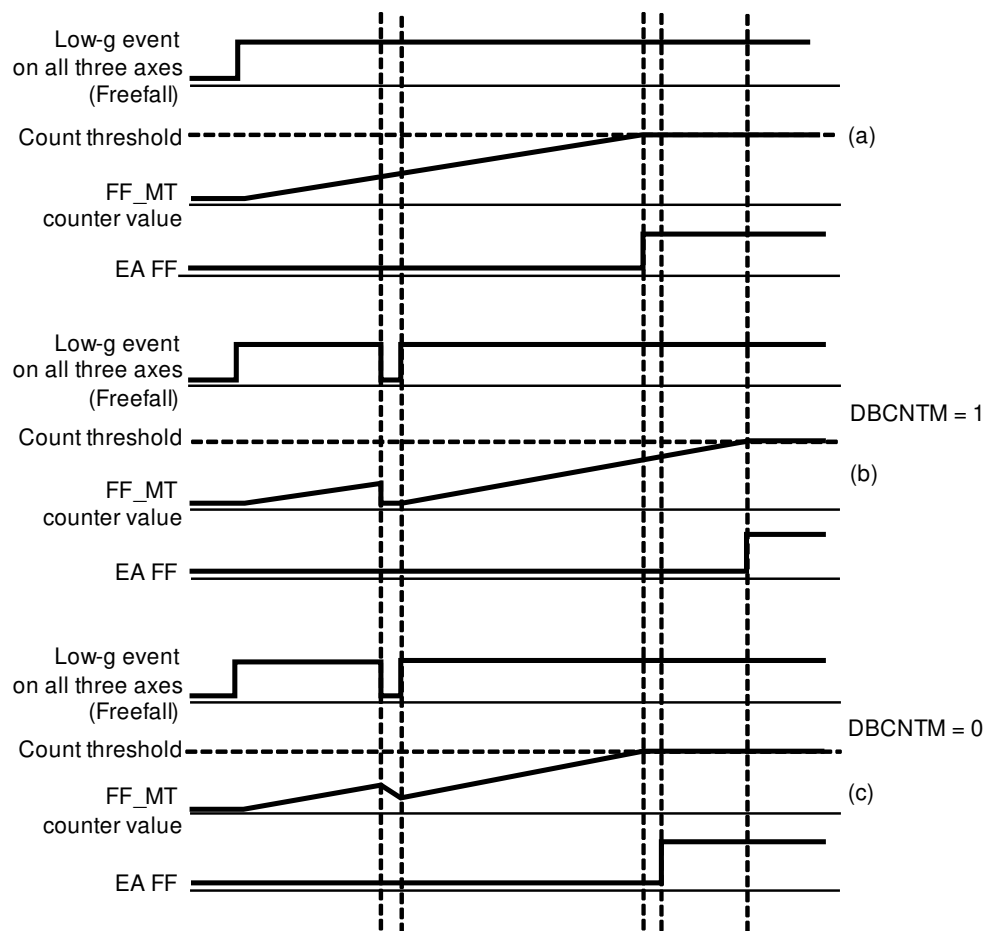 Low-g event
on all three axes
(Freefall)
Count threshold
(a)
FF_MT
counter value
EA FF
Low-g event
on all three axes
(Freefall)
DBCNTM = 1
Count threshold
(b)
FF_MT
counter value
EA FF
Low-g event
on all three axes
(Freefall)
DBCNTM = 0
Count threshold
FF_MT
(c)
counter value
EA FF